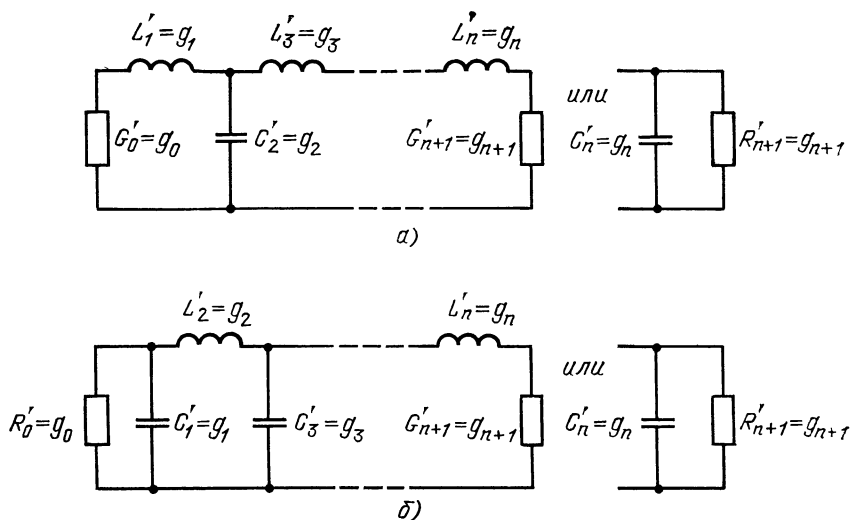 L'₁=g₁
L'₃=g₃
L'ₙ=gₙ
G'₀=g₀
C'₂=g₂
G'ₙ₊₁=gₙ₊₁
или
C'ₙ=gₙ
R'ₙ₊₁=gₙ₊₁
а)
L'₂=g₂
L'ₙ=gₙ
R'₀=g₀
C'₁=g₁
C'₃=g₃
G'ₙ₊₁=gₙ₊₁
или
C'ₙ=gₙ
R'ₙ₊₁=gₙ₊₁
б)